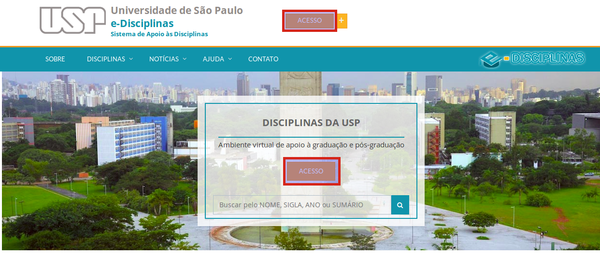 USP
Universidade de São Paulo
e-Disciplinas
Sistema de Apoio às Disciplinas
ACESSO
+
SOBRE DISCIPLINAS NOTÍCIAS AJUDA CONTATO
e-DISCIPLINAS
DISCIPLINAS DA USP
Ambiente virtual de apoio à graduação e pós-graduação
ACESSO
Buscar pelo NOME, SIGLA, ANO ou SUMÁRIO